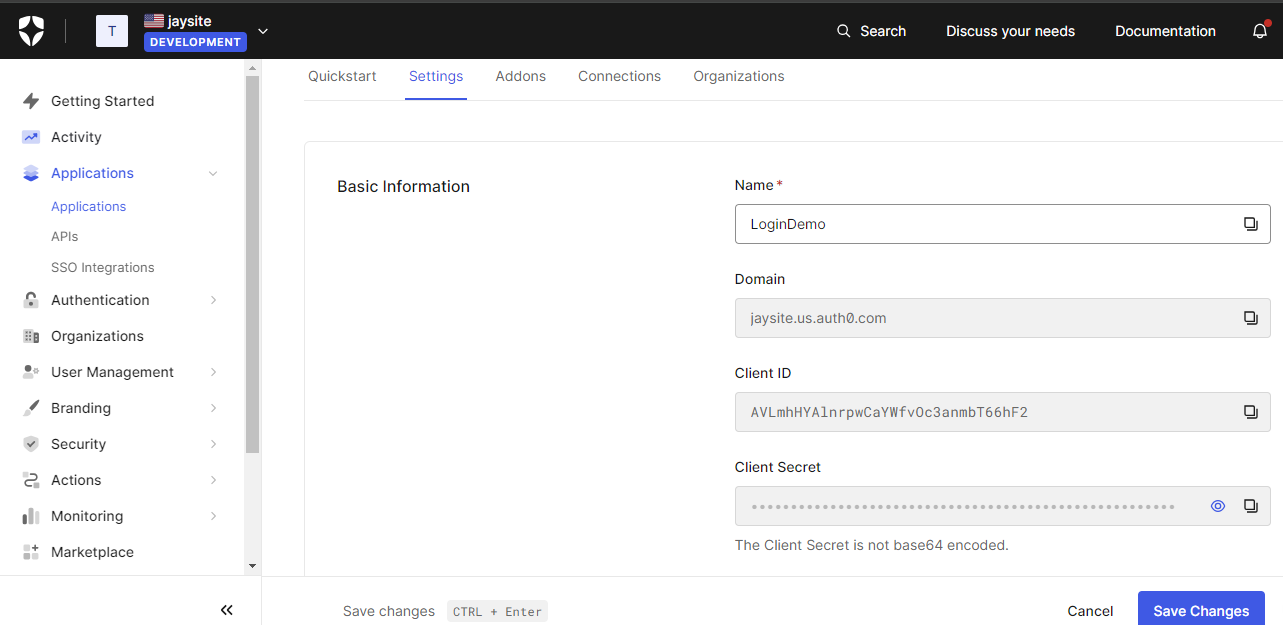 T
jaysite
DEVELOPMENT
Search
Discuss your needs
Documentation
Getting Started
Activity
Applications
Applications
APIs
SSO Integrations
Authentication
Organizations
User Management
Branding
Security
Actions
Monitoring
Marketplace
Quickstart
Settings
Addons
Connections
Organizations
Basic Information
Name *
LoginDemo
Domain
jaysite.us.auth0.com
Client ID
AVLmhHYAlnrpwCaYWfvOc3anmbT66hF2
Client Secret
The Client Secret is not base64 encoded.
Save changes CTRL + Enter
Cancel
Save Changes